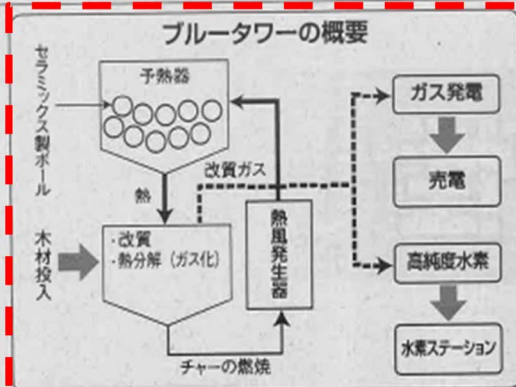 ブルータワーの概要
セラミックス製ボール
予熱器
熱
改質ガス
木材投入
・改質
・熱分解（ガス化）
熱風発生器
チャーの燃焼
ガス発電
売電
高純度水素
水素ステーション